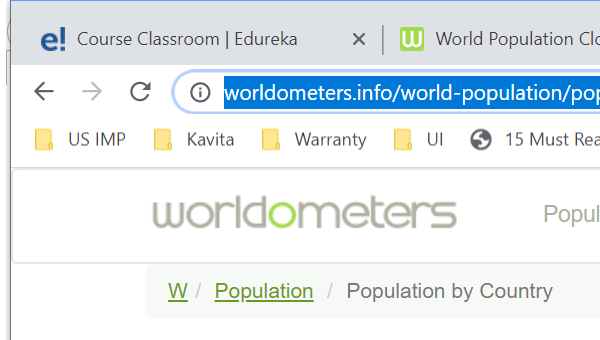 e! Course Classroom | Edureka W World Population Clo
worldometers.info/world-population/pop
US IMP Kavita Warranty UI 15 Must Rea
worldometers Popul
W / Population / Population by Country